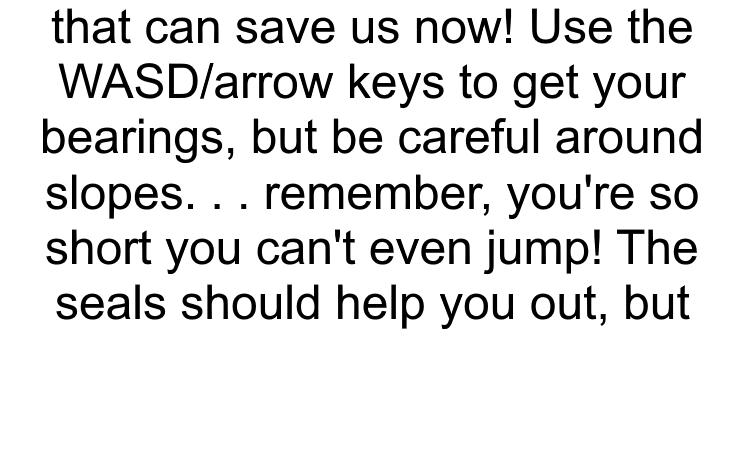 that can save us now! Use the
WASD/arrow keys to get your
bearings, but be careful around
slopes. . . remember, you're so
short you can't even jump! The
seals should help you out, but